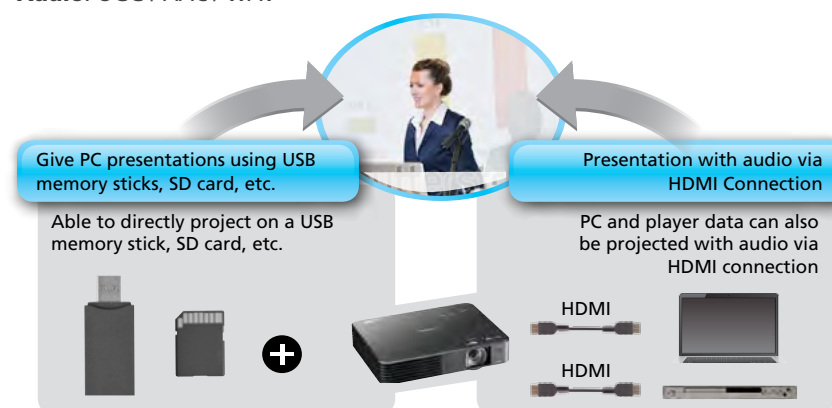 Give PC presentations using USB
memory sticks, SD card, etc.
Presentation with audio via
HDMI Connection
Able to directly project on a USB
memory stick, SD card, etc.
PC and player data can also
be projected with audio via
HDMI connection
HDMI
HDMI